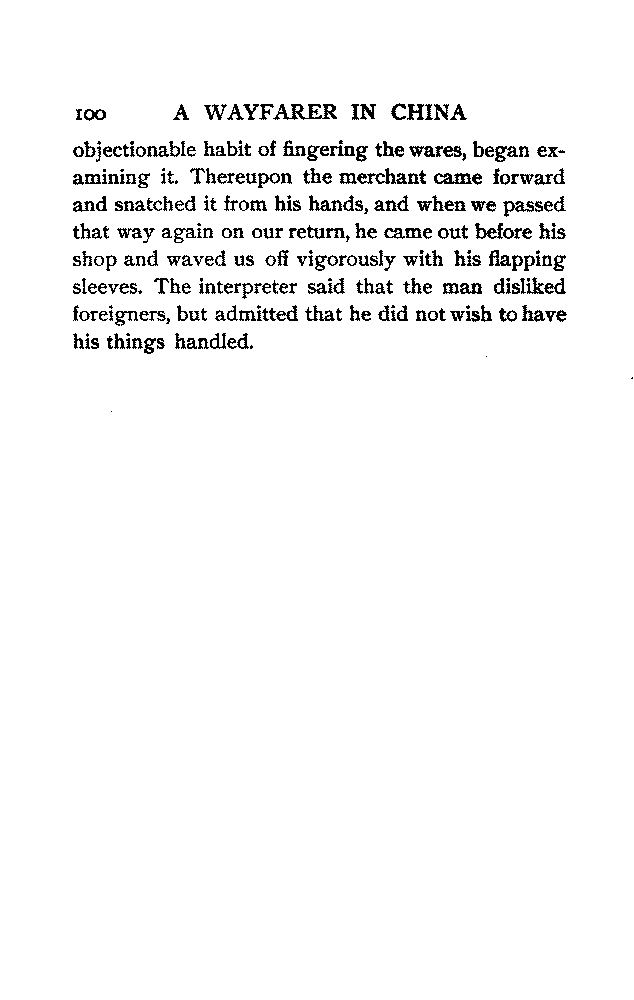 100 A WAYFARER IN CHINA
objectionable habit of fingering the wares, began ex-
amining it. Thereupon the merchant came forward
and snatched it from his hands, and when we passed
that way again on our return, he came out before his
shop and waved us off vigorously with his flapping
sleeves. The interpreter said that the man disliked
foreigners, but admitted that he did not wish to have
his things handled.